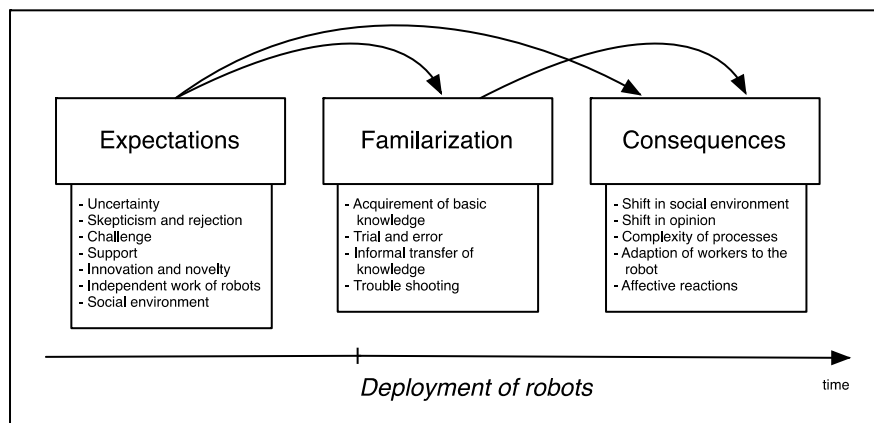 Expectations
- Uncertainty
- Skepticism and rejection
- Challenge
- Support
- Innovation and novelty
- Independent work of robots
- Social environment
Familarization
- Acquirement of basic
knowledge
- Trial and error
- Informal transfer of
knowledge
- Trouble shooting
Consequences
- Shift in social environment
- Shift in opinion
- Complexity of processes
- Adaption of workers to the
robot
- Affective reactions
Deployment of robots
time